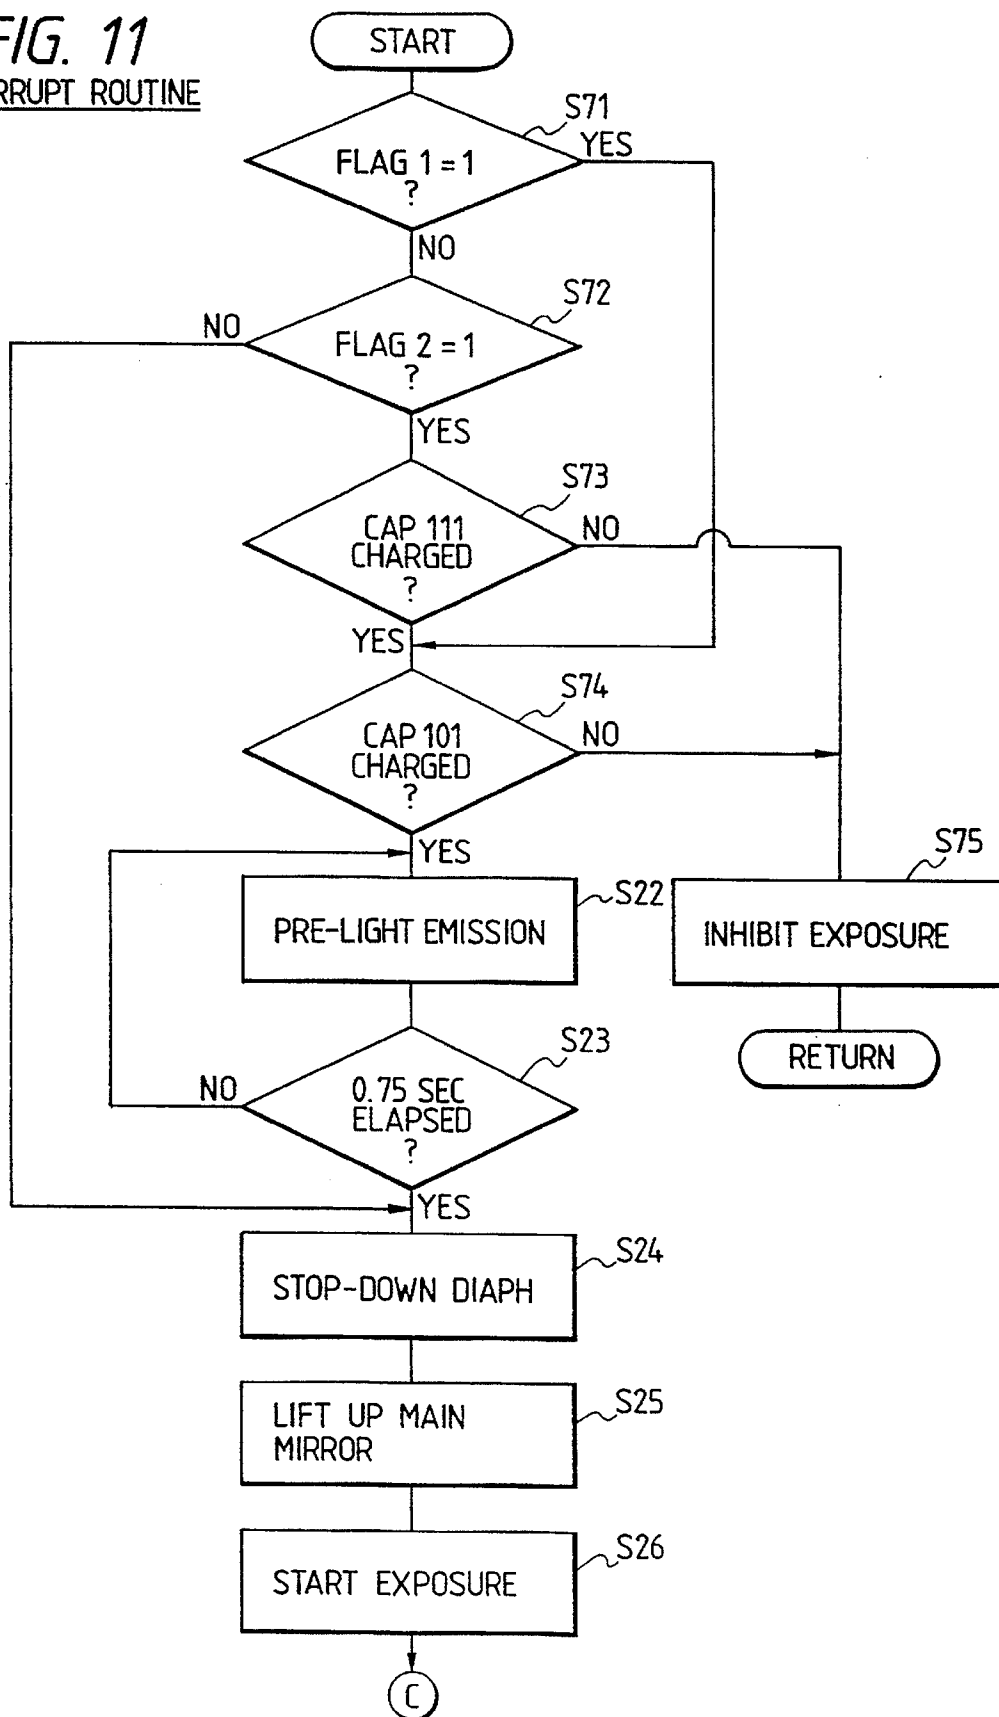 FIG. 11
RRUPT ROUTINE
START
S71
FLAG 1 = 1
?
YES
NO
S72
NO
FLAG 2 = 1
?
YES
S73
CAP 111
CHARGED
?
NO
YES
S74
CAP 101
CHARGED
?
NO
YES
S75
S22
PRE-LIGHT EMISSION
INHIBIT EXPOSURE
S23
RETURN
NO
0.75 SEC
ELAPSED
?
YES
S24
STOP-DOWN DIAPH
S25
LIFT UP MAIN
MIRROR
S26
START EXPOSURE
C